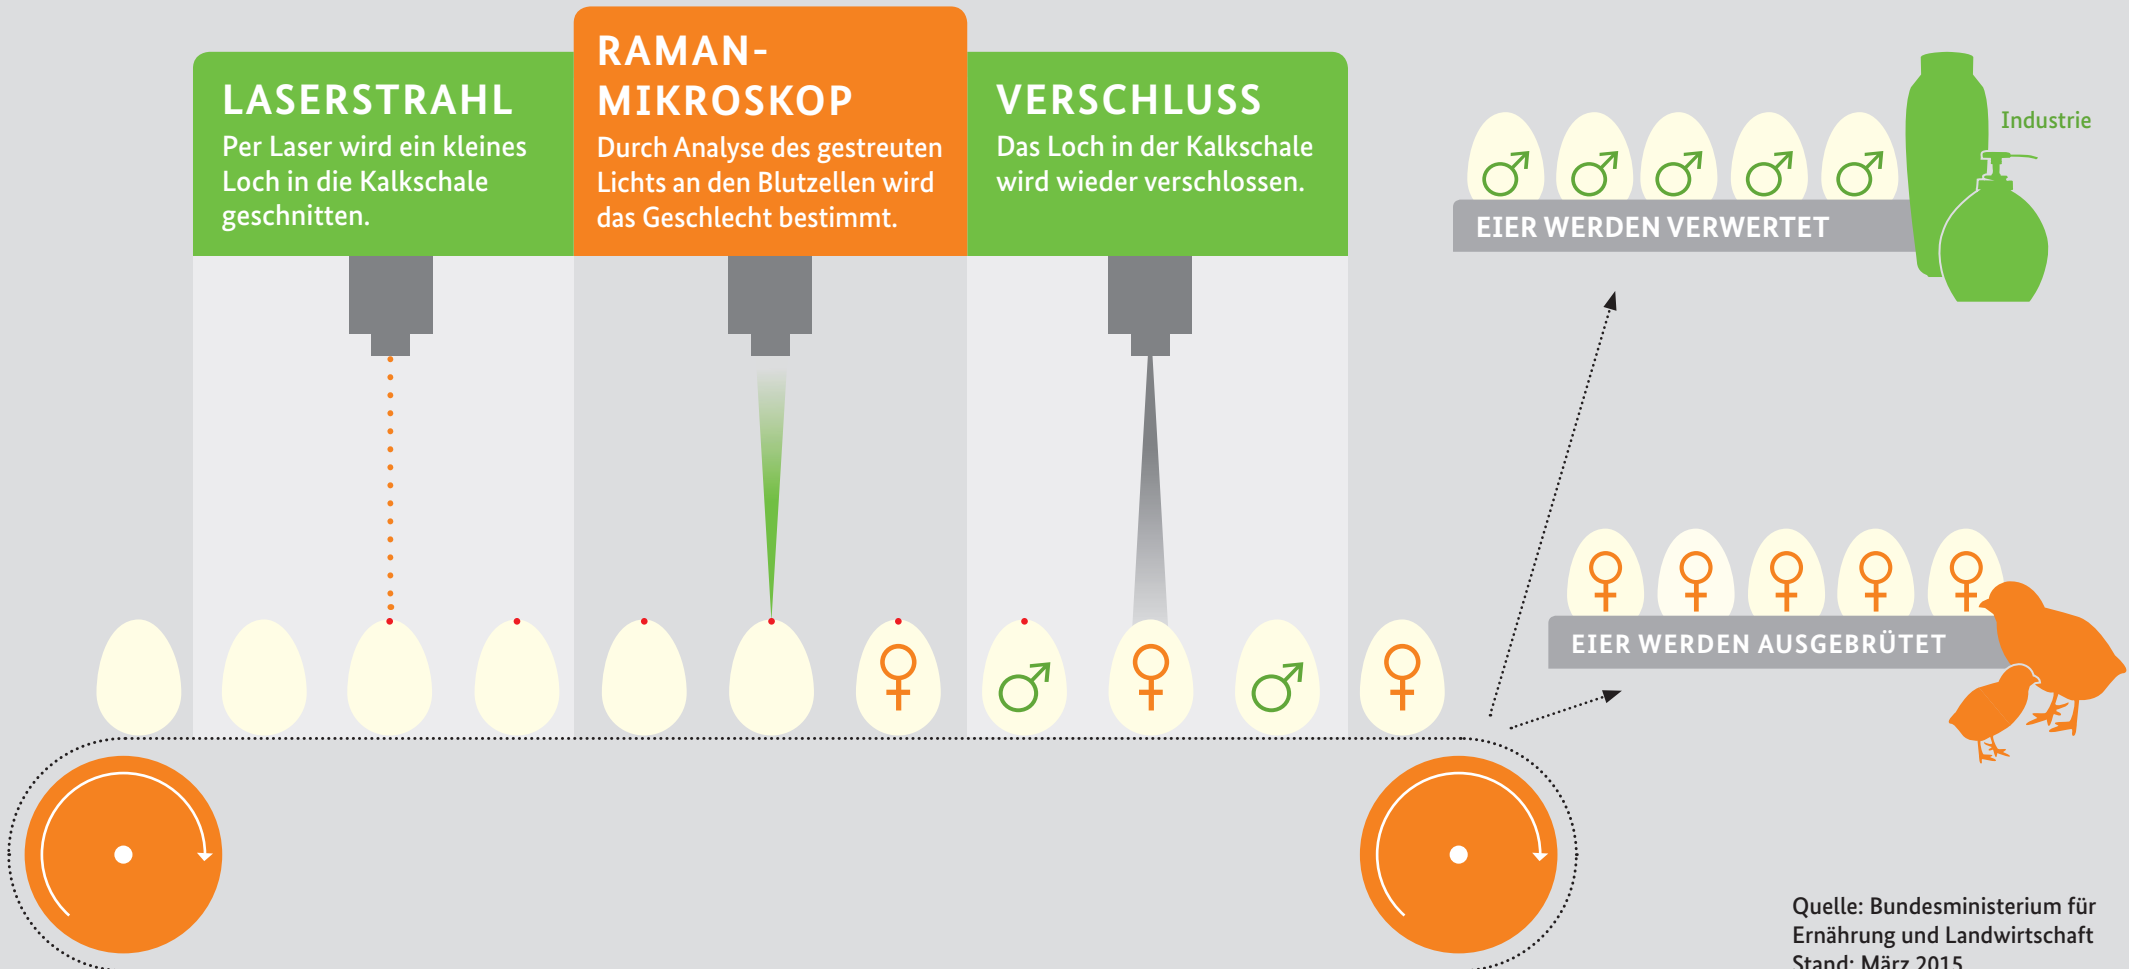 LASERSTRAHL
Per Laser wird ein kleines
Loch in die Kalkschale
geschnitten.
RAMAN-
MIKROSKOP
Durch Analyse des gestreuten
Lichts an den Blutzellen wird
das Geschlecht bestimmt.
VERSCHLUSS
Das Loch in der Kalkschale
wird wieder verschlossen.
Industrie
EIER WERDEN VERWERTET
EIER WERDEN AUSGEBRÜTET
Quelle: Bundesministerium für
Ernährung und Landwirtschaft
Stand: März 2015